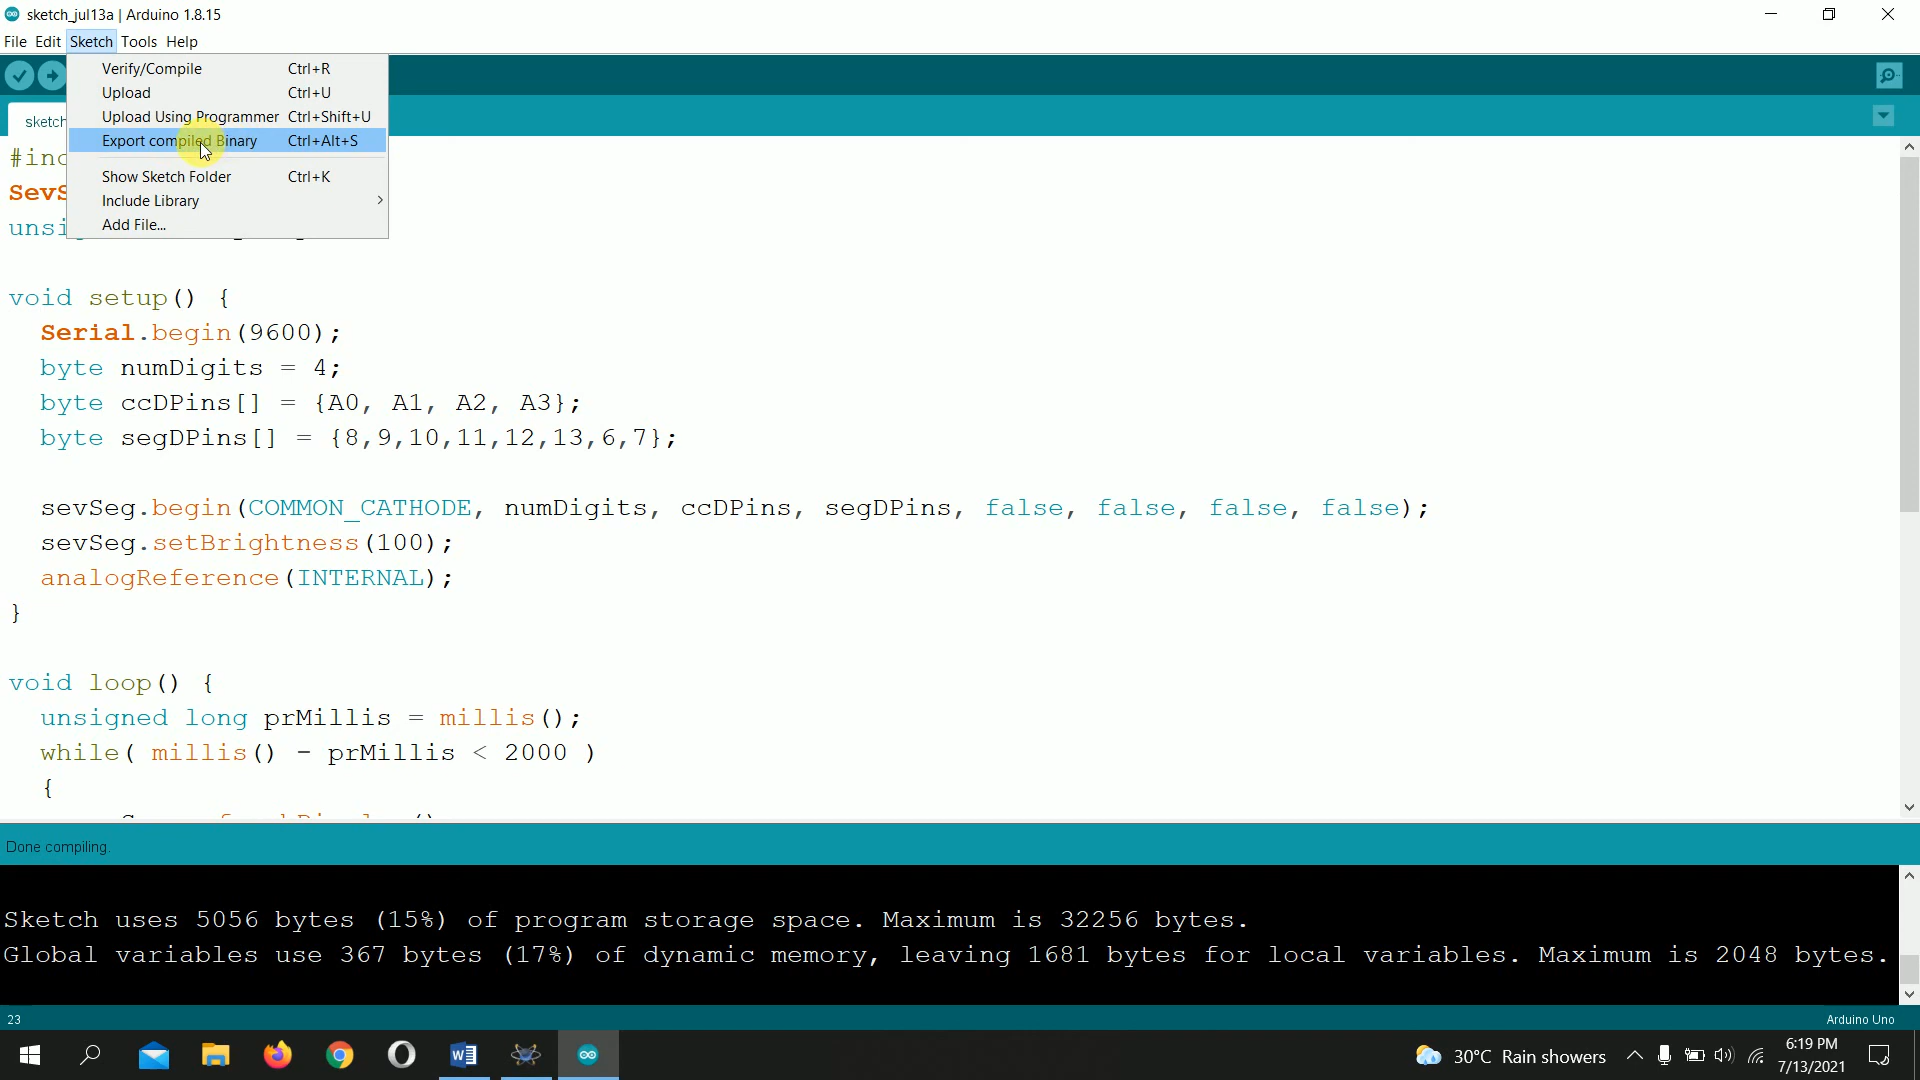 sketch_jul13a | Arduino 1.8.15
File Edit Sketch Tools Help
Verify/Compile Ctrl+R
Upload Ctrl+U
Upload Using Programmer Ctrl+Shift+U
Export compiled Binary Ctrl+Alt+S
Show Sketch Folder Ctrl+K
Include Library
Add File...
sketch
#inc
SevS
unsi
void setup() {
Serial.begin(9600);
byte numDigits = 4;
byte ccDPins[] = {A0, A1, A2, A3};
byte segDPins[] = {8,9,10,11,12,13,6,7};
sevSeg.begin(COMMON_CATHODE, numDigits, ccDPins, segDPins, false, false, false, false);
sevSeg.setBrightness(100);
analogReference(INTERNAL);
}
void loop() {
unsigned long prMillis = millis();
while( millis() - prMillis < 2000 )
{
Done compiling.
Sketch uses 5056 bytes (15%) of program storage space. Maximum is 32256 bytes.
Global variables use 367 bytes (17%) of dynamic memory, leaving 1681 bytes for local variables. Maximum is 2048 bytes.
23
Arduino Uno
30°C Rain showers
6:19 PM
7/13/2021